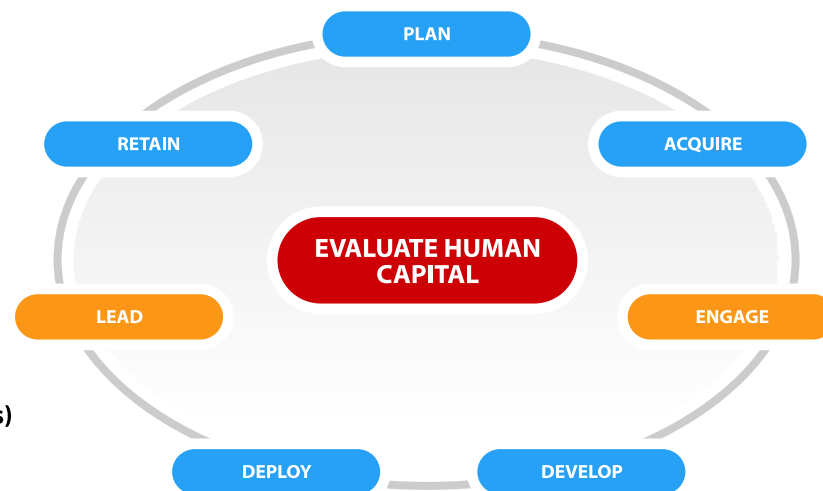 PLAN
RETAIN
ACQUIRE
EVALUATE HUMAN
CAPITAL
LEAD
ENGAGE
s)
DEPLOY
DEVELOP